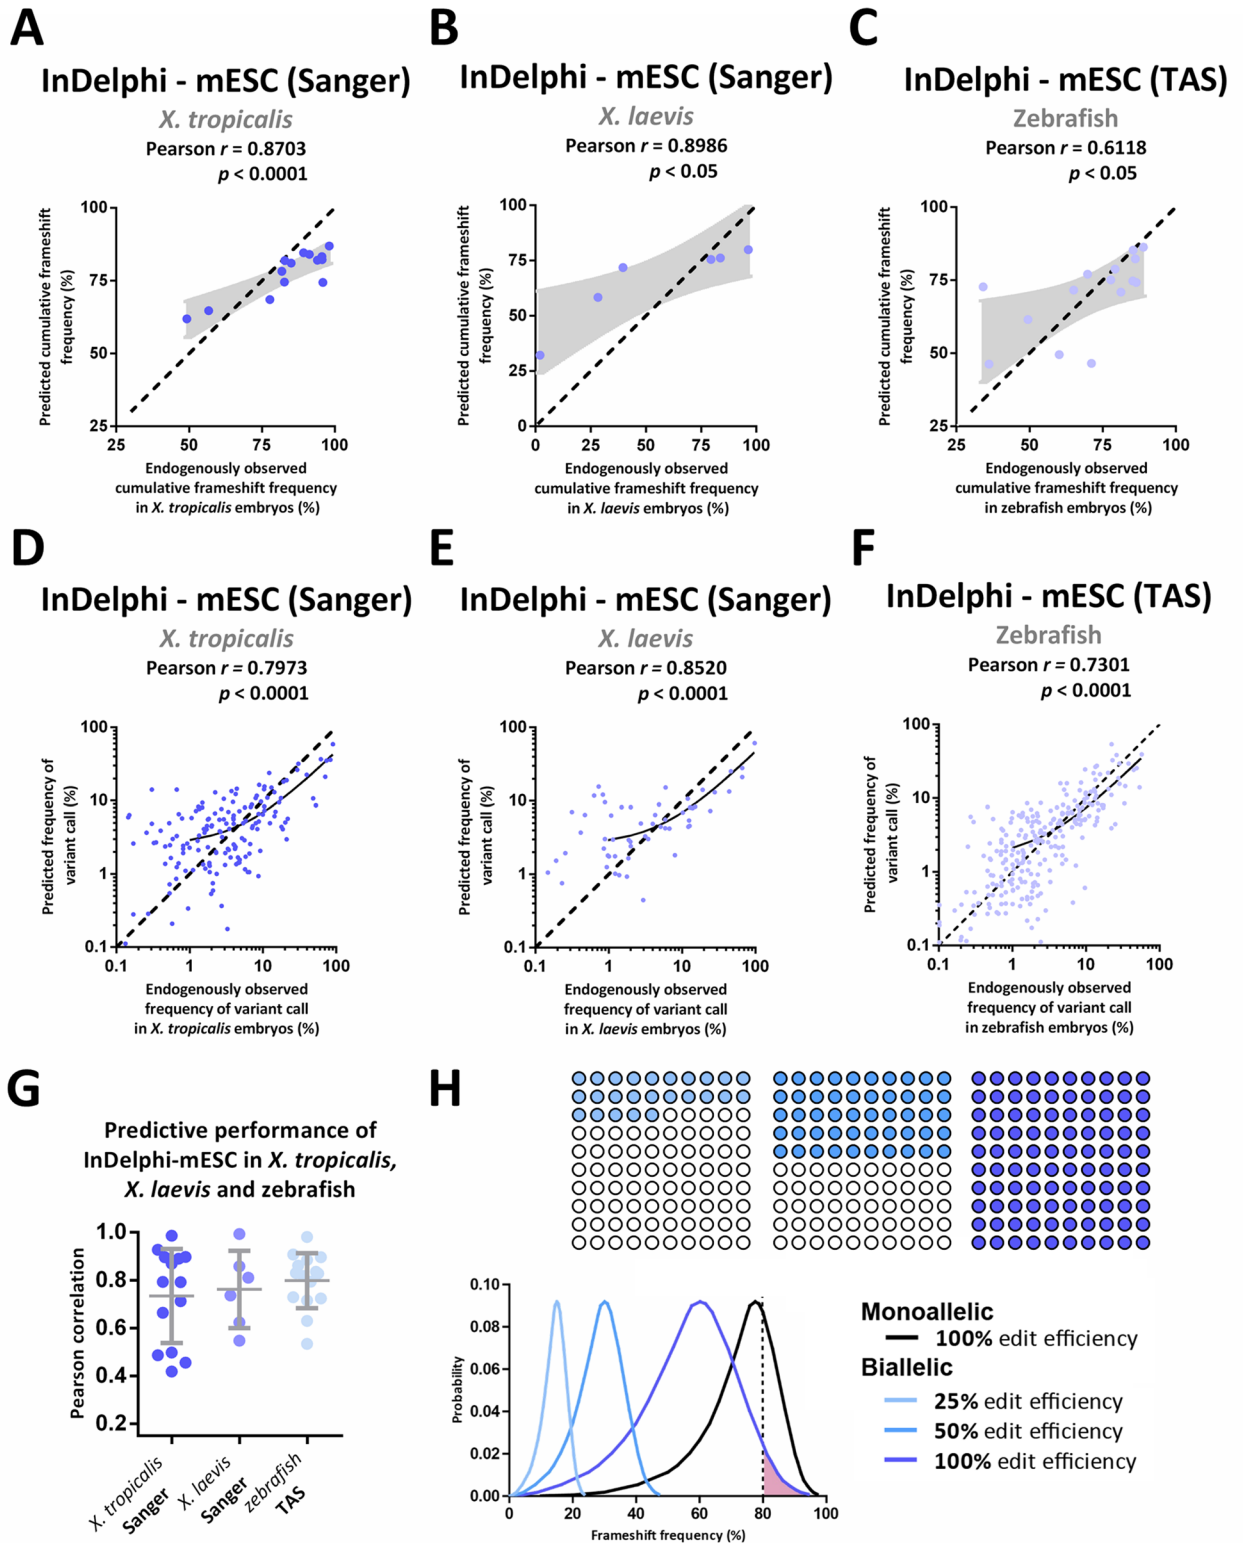 A
InDelphi - mESC (Sanger)
X. tropicalis
Pearson r = 0.8703
p < 0.0001
Predicted cumulative frameshift
frequency (%)
100
75
50
25
25
50
75
100
Endogenously observed
cumulative frameshift frequency
in X. tropicalis embryos (%)
B
InDelphi - mESC (Sanger)
X. laevis
Pearson r = 0.8986
p < 0.05
Predicted cumulative frameshift
frequency (%)
100
75
50
25
0
0
25
50
75
100
Endogenously observed
cumulative frameshift frequency
in X. laevis embryos (%)
C
InDelphi - mESC (TAS)
Zebrafish
Pearson r = 0.6118
p < 0.05
Predicted cumulative frameshift
frequency (%)
100
75
50
25
25
50
75
100
Endogenously observed
cumulative frameshift frequency
in zebrafish embryos (%)
D
InDelphi - mESC (Sanger)
X. tropicalis
Pearson r = 0.7973
p < 0.0001
Predicted frequency of
variant call (%)
100
10
1
0.1
0.1
1
10
100
Endogenously observed
frequency of variant call
in X. tropicalis embryos (%)
E
InDelphi - mESC (Sanger)
X. laevis
Pearson r = 0.8520
p < 0.0001
Predicted frequency of
variant call (%)
100
10
1
0.1
0.1
1
10
100
Endogenously observed
frequency of variant call
in X. laevis embryos (%)
F
InDelphi - mESC (TAS)
Zebrafish
Pearson r = 0.7301
p < 0.0001
Predicted frequency of
variant call (%)
100
10
1
0.1
0.1
1
10
100
Endogenously observed
frequency of variant call
in zebrafish embryos (%)
G
Predictive performance of
InDelphi-mESC in X. tropicalis,
X. laevis and zebrafish
Pearson correlation
1.0
0.8
0.6
0.4
0.2
X. tropicalis
Sanger
X. laevis
Sanger
zebrafish
TAS
H
Probability
0.10
0.08
0.06
0.04
0.02
0.00
0
20
40
60
80
100
Frameshift frequency (%)
Monoallelic
100% edit efficiency
Biallelic
25% edit efficiency
50% edit efficiency
100% edit efficiency